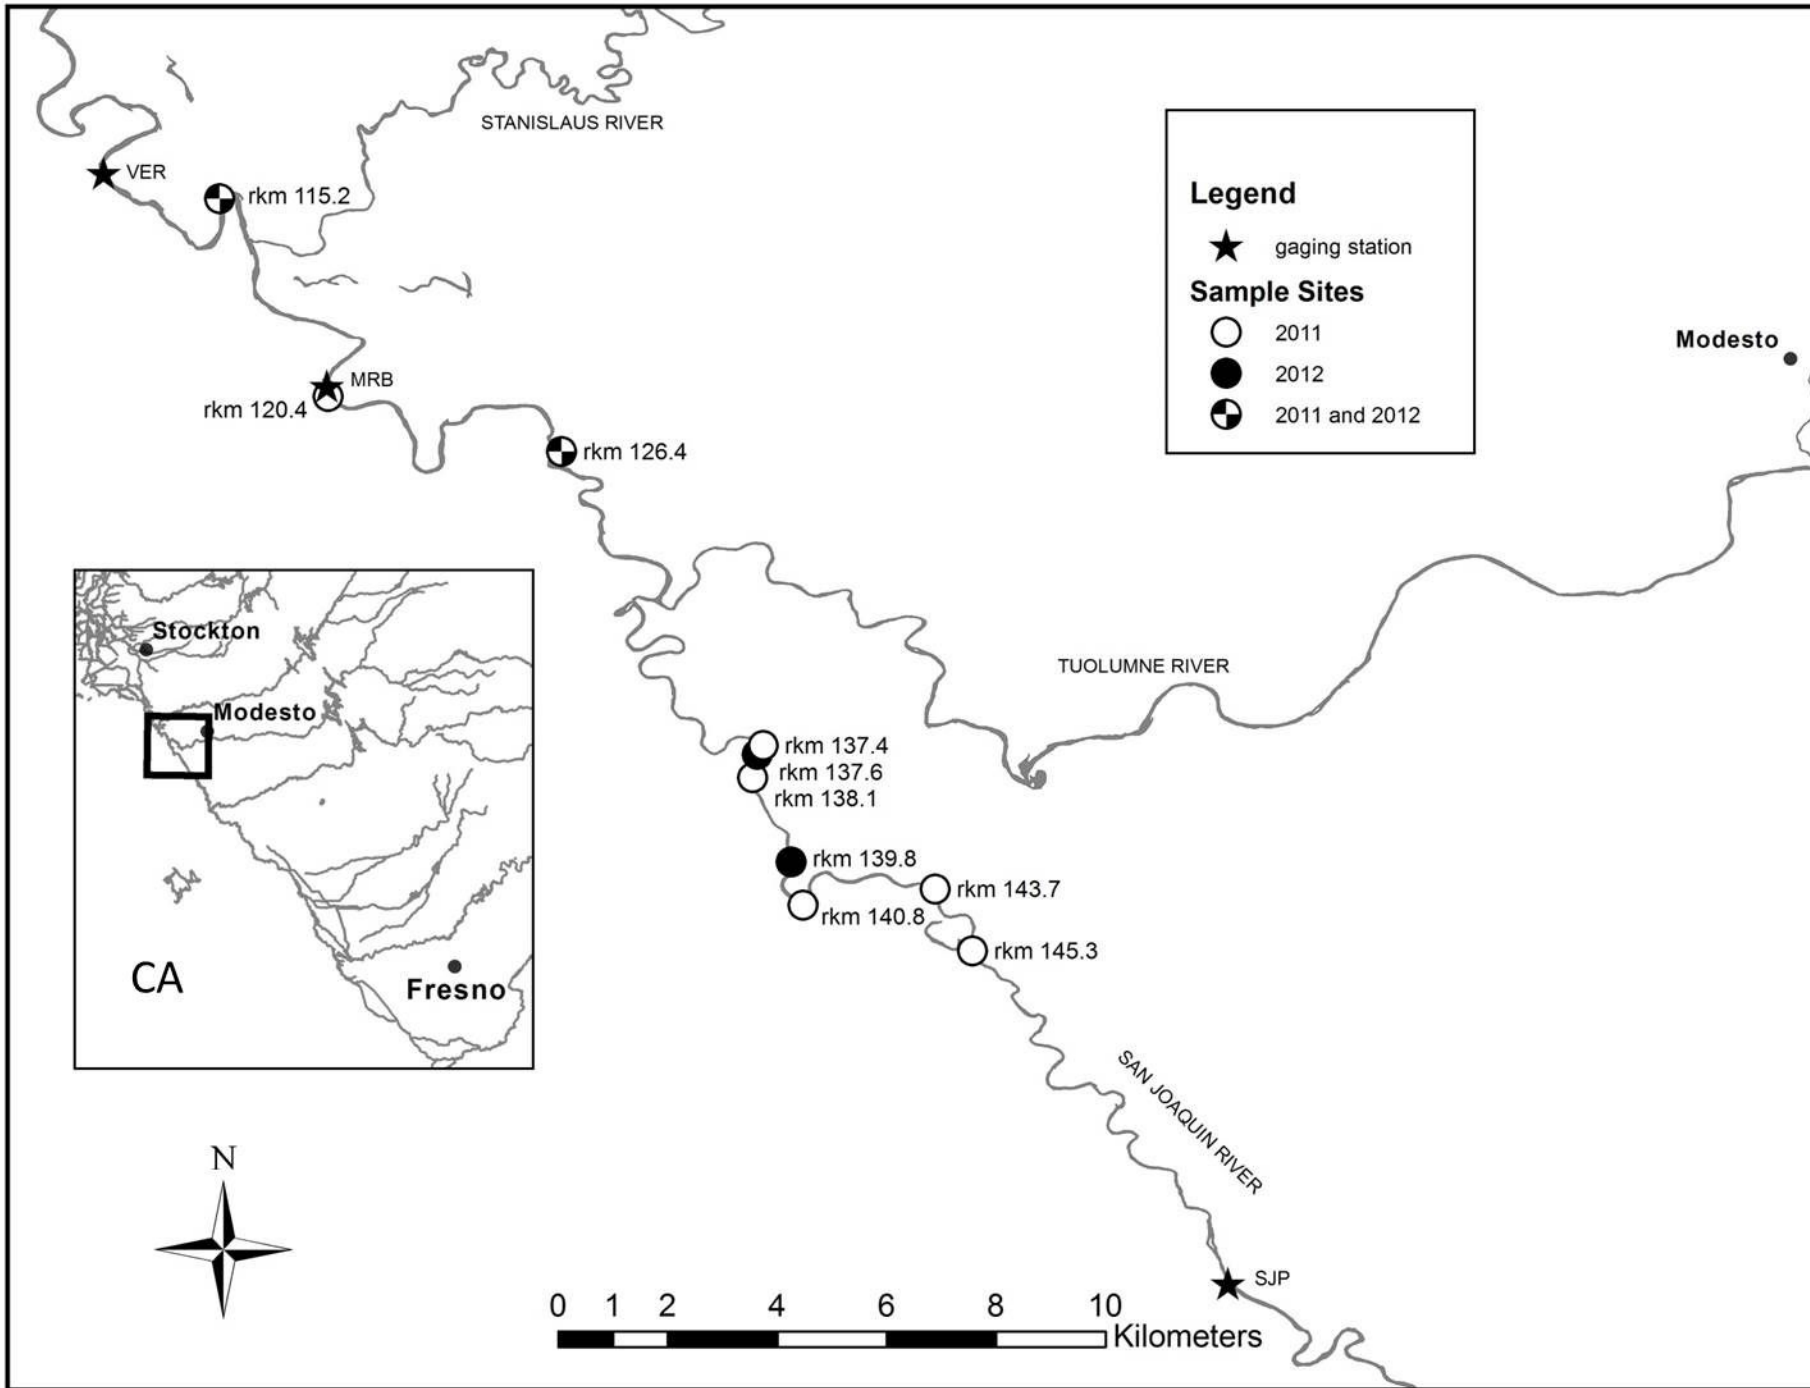 STANISLAUS RIVER
VER
rkm 115.2
Legend
gaging station
Sample Sites
2011
2012
2011 and 2012
Modesto
MRB
rkm 120.4
rkm 126.4
Stockton
Modesto
CA
Fresno
TUOLUMNE RIVER
rkm 137.4
rkm 137.6
rkm 138.1
rkm 139.8
rkm 143.7
rkm 140.8
rkm 145.3
SAN JOAQUIN RIVER
N
SJP
0 1 2 4 6 8 10
Kilometers